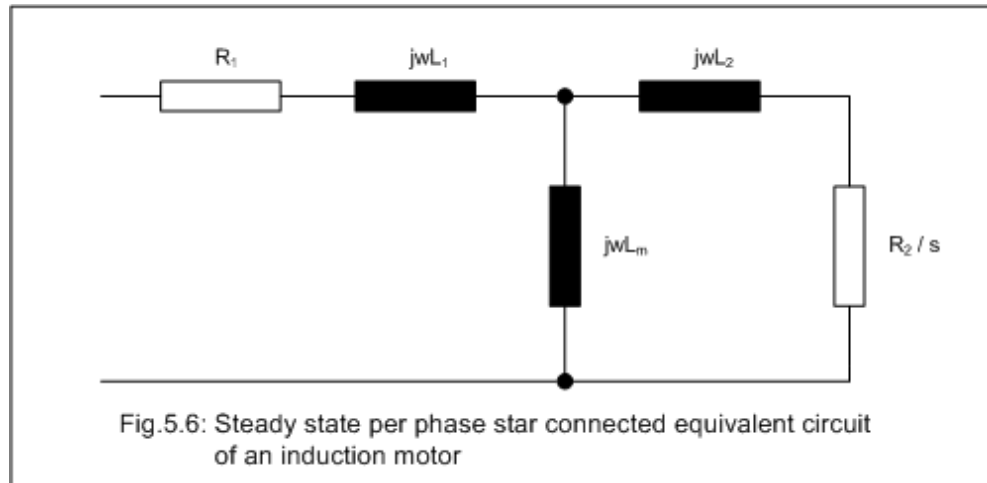 R₁
jwL₁
jwL₂
jwLₘ
R₂ / s
Fig.5.6: Steady state per phase star connected equivalent circuit
of an induction motor